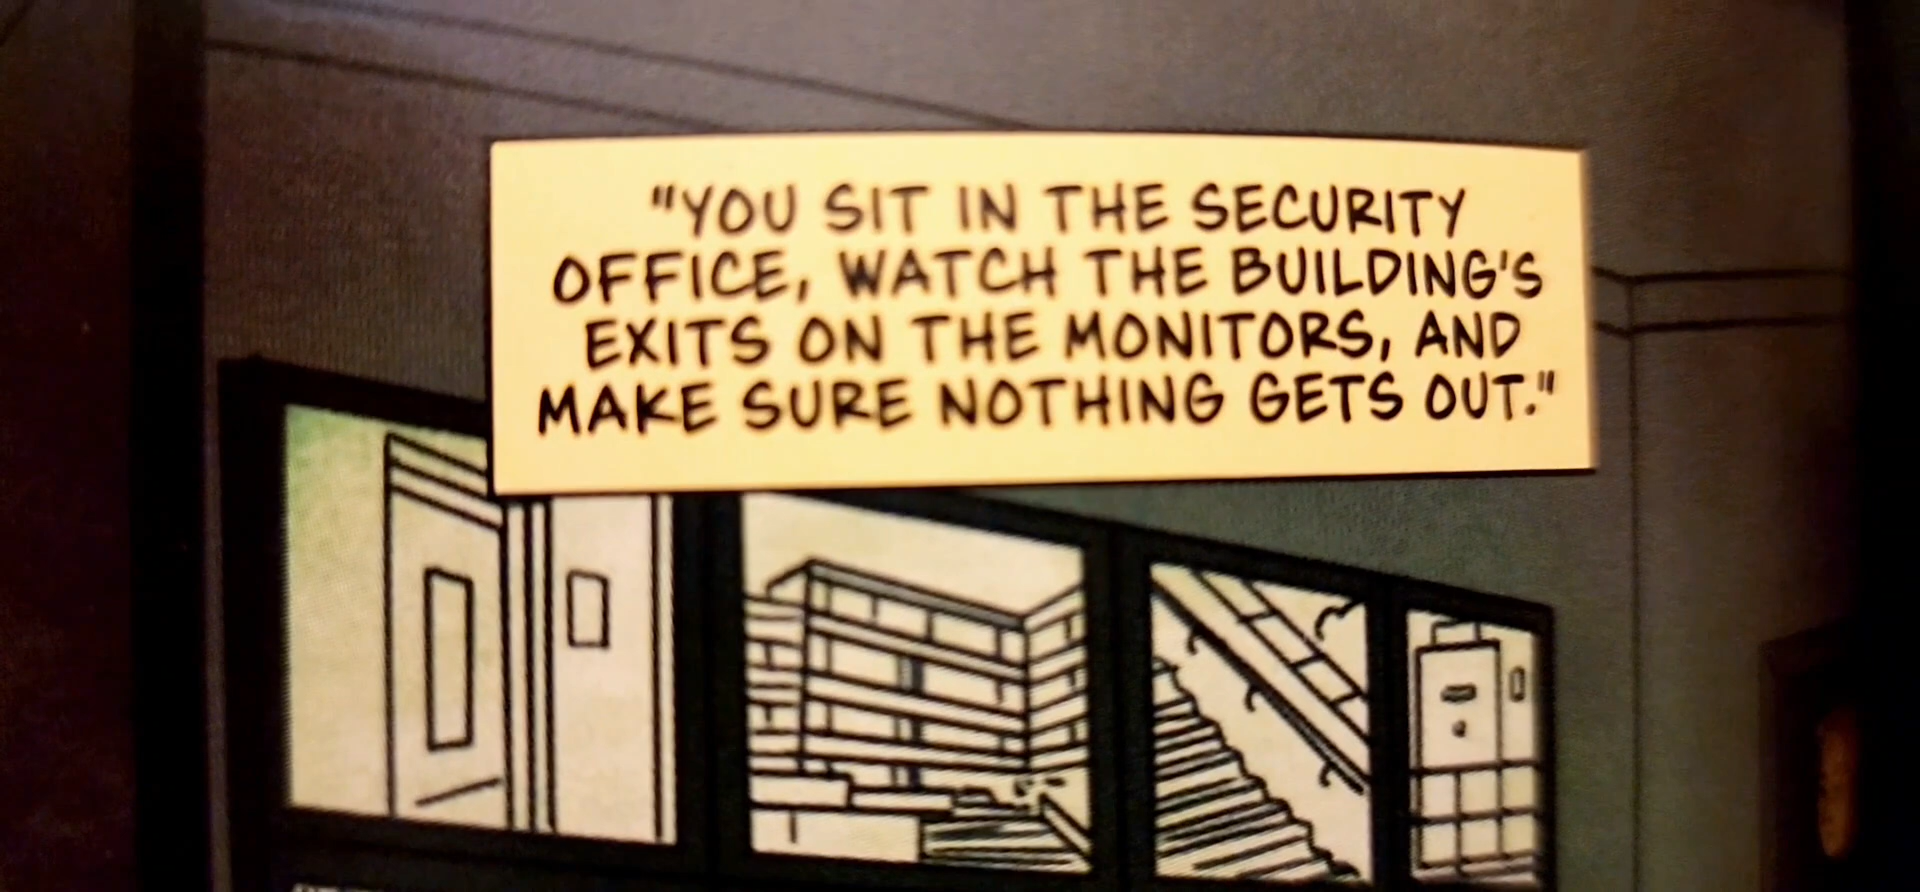 "YOU SIT IN THE SECURITY
OFFICE, WATCH THE BUILDING'S
EXITS ON THE MONITORS, AND
MAKE SURE NOTHING GETS OUT."